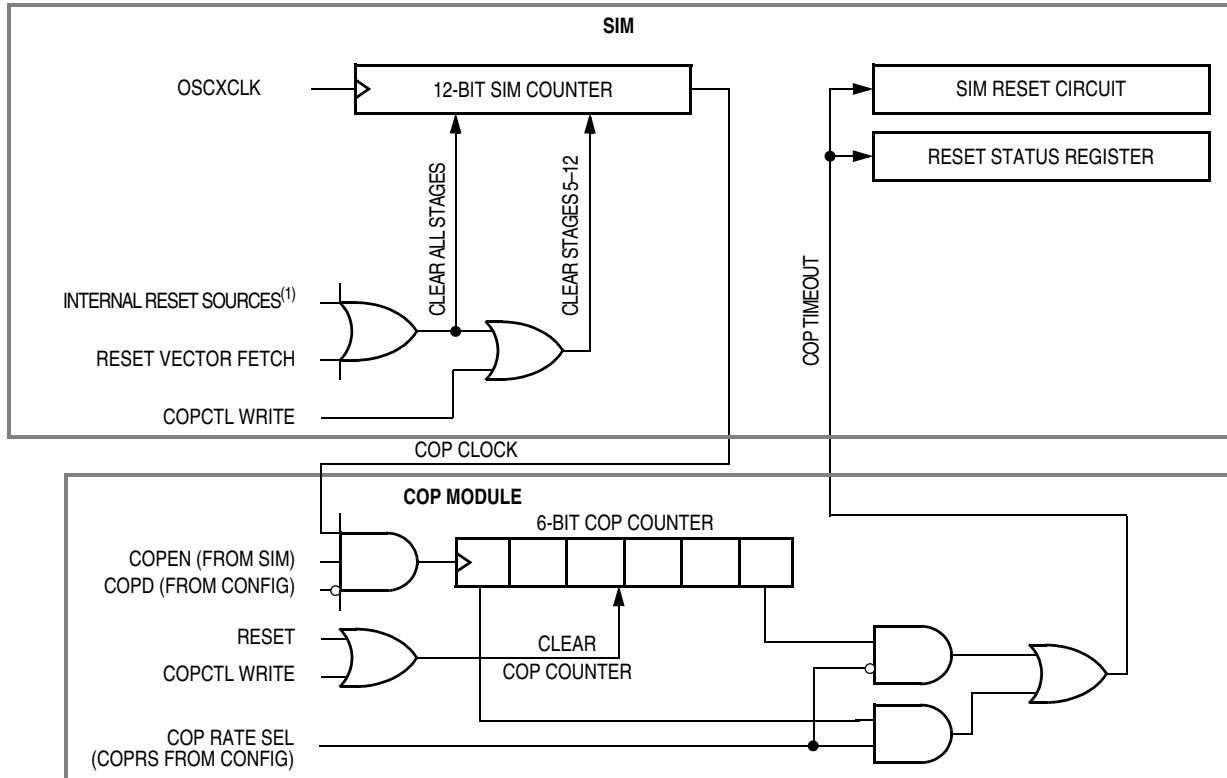 SIM
OSCXCLK
12-BIT SIM COUNTER
SIM RESET CIRCUIT
RESET STATUS REGISTER
CLEAR ALL STAGES
CLEAR STAGES 5–12
COP TIMEOUT
INTERNAL RESET SOURCES(1)
RESET VECTOR FETCH
COPCTL WRITE
COP CLOCK
COP MODULE
6-BIT COP COUNTER
COPEN (FROM SIM)
COPD (FROM CONFIG)
RESET
CLEAR
COPCTL WRITE
COP COUNTER
COP RATE SEL
(COPRS FROM CONFIG)